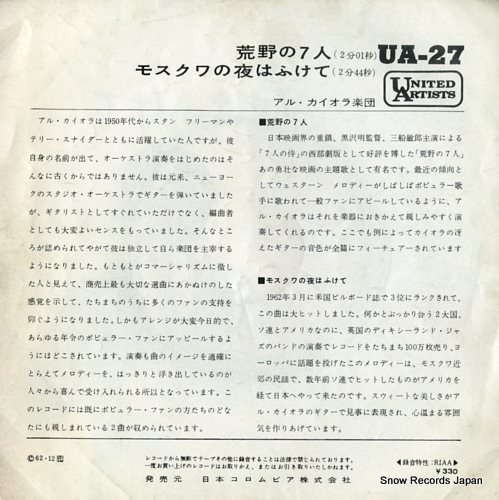 荒野の7人(2分01秒)
モスクワの夜はふけて(2分44秒)
UA-27
UNITED
ARTISTS
アル・カイオラ楽団
アル・カイオラは1950年代からスタン フリーマンや
テリー・スナイダーとともに活躍していた人ですが、彼
自身の名前が出て、オーケストラ演奏をはじめたのはそ
んなに古くからではありません。彼は元来、ニューヨー
クのスタジオ・オーケストラでギターを弾いていました
が、ギタリストとしてすぐれていただけでなく、編曲者
としても大変よいセンスをもっていました。そんなとこ
ろが認められてやがて彼は独立して自ら楽団を主宰する
ようになりました。もともとがコマーシャリズムに徹し
た人と見えて、商売上最も大切な選曲にあかぬけのした
感覚を示して、たちまちのうちに多くのファンの支持を
仰ぐようになりました。しかもアレンジが大変今日的で、
あらゆる年令のポピュラー・ファンにアッピールするよ
うにほどこされています。演奏も曲のイメージを適確に
とらえてメロディーを、はっきりと浮き出しているのが
人々から喜んで受け入れられる所以となっています。こ
のレコードには既にポピュラー・ファンの方たちのどな
たにも親しまれている2曲が収められています。
■荒野の7人
日本映画界の重鎮、黒沢明監督、三船敏郎主演による
「7人の侍」の西部劇版として好評を博した「荒野の7人」
あの勇壮な映画の主題歌として有名です。最近の傾向と
してウェスターン メロディーがしばしばポピュラー歌
手に歌われて一般ファンにアピールしているように、ア
ル・カイオラはそれを楽器におきかえて親しみやすく演
奏してくれるのです。ここでも例によってカイオラの冴
えたギターの音色が全篇にフィーチュアーされています
■モスクワの夜はふけて
1962年3月に米国ビルボード誌で3位にランクされて、
この曲は大ヒットしました。何かとぶっかり合う2大国、
ソ連とアメリカなのに、英国のディキシーランド・ジャ
ズのバンドの演奏でレコードをたちまち100万枚売り、ヨ
ーロッパに話題を投げたこのメロディーは、モスクワ近
郊の民謡で、数年前ソ連でヒットしたものがアメリカを
経て日本へやって来たのです。スウィートな美しさがア
ル・カイオラのギターで見事に表現され、心温まる雰囲
気を作りあげています。
©62・12
レコードから無断でテープその他に録音することは法律で禁じられております。
一度お買い上げのレコードはお取りかえ、またはお引き取りいたしかねます。
発売元 日本コロムビア株式会社
◀録音特性:RIAA▶
¥330
Snow Records Japan